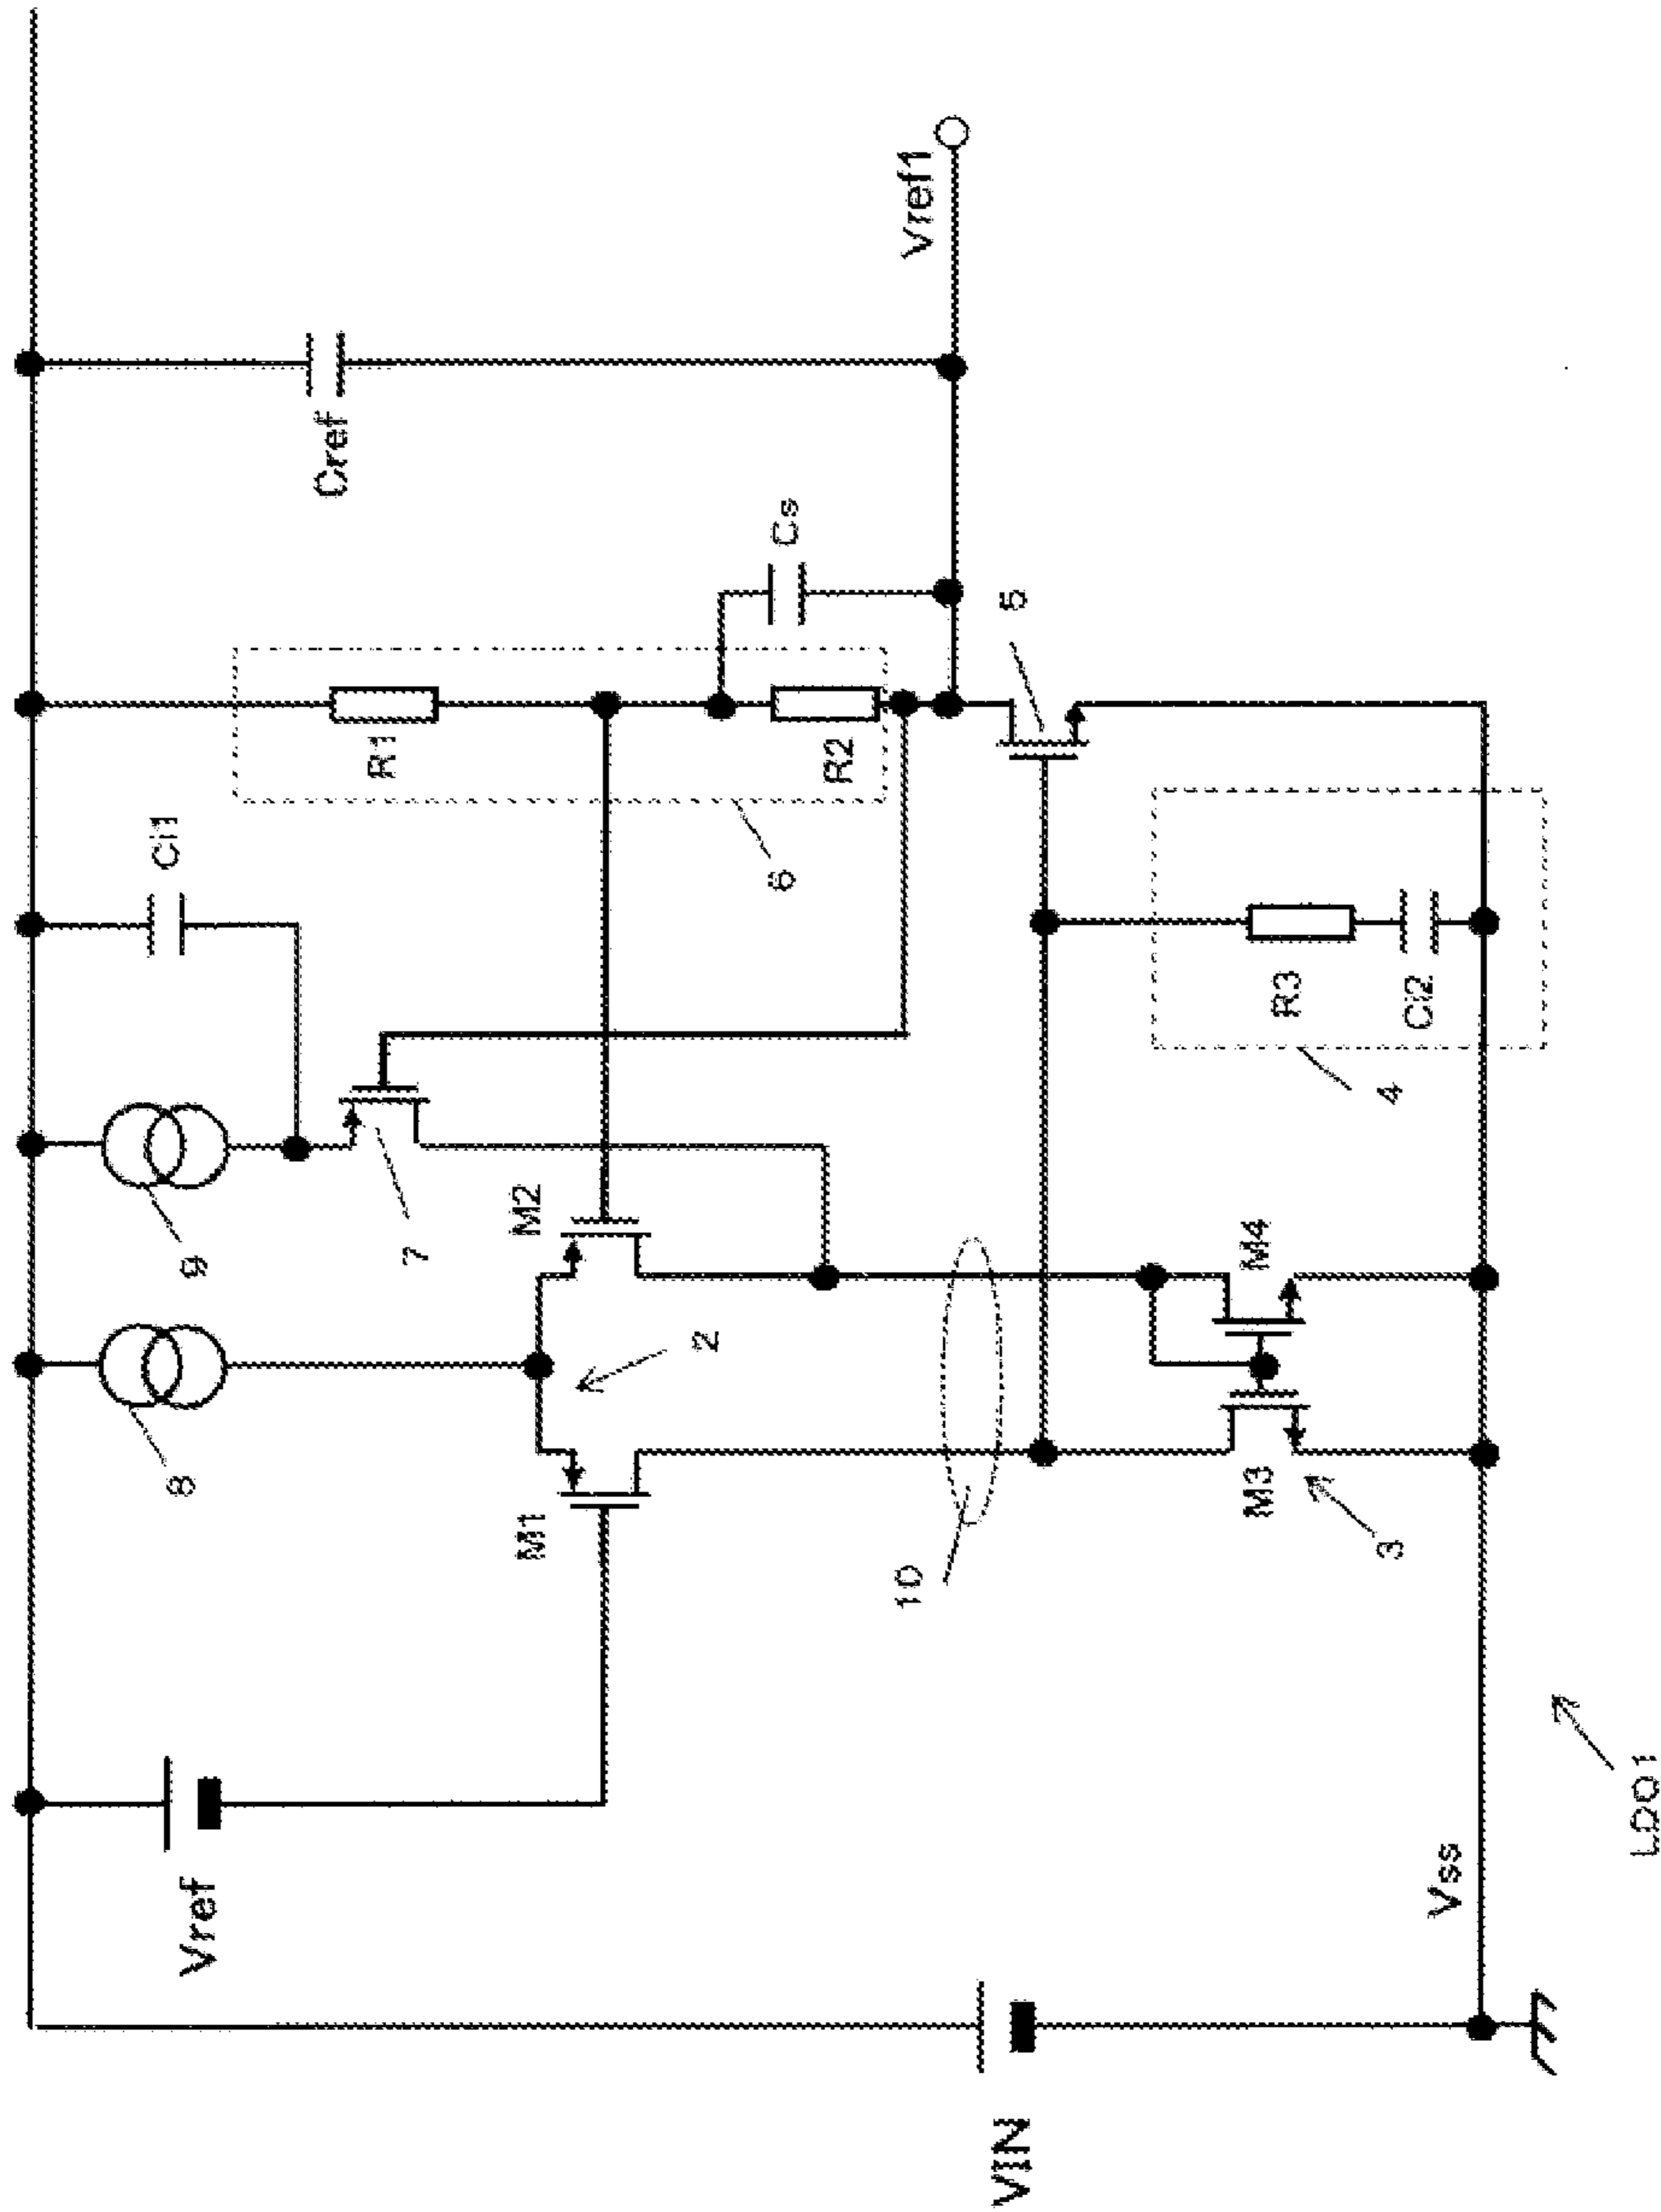 VIN
Vref
Vss
LDO1
8
9
M1
M2
2
7
10
M3
M4
3
Ci1
6
R1
R2
R3
Ci2
4
5
Cs
Cref
Vref1